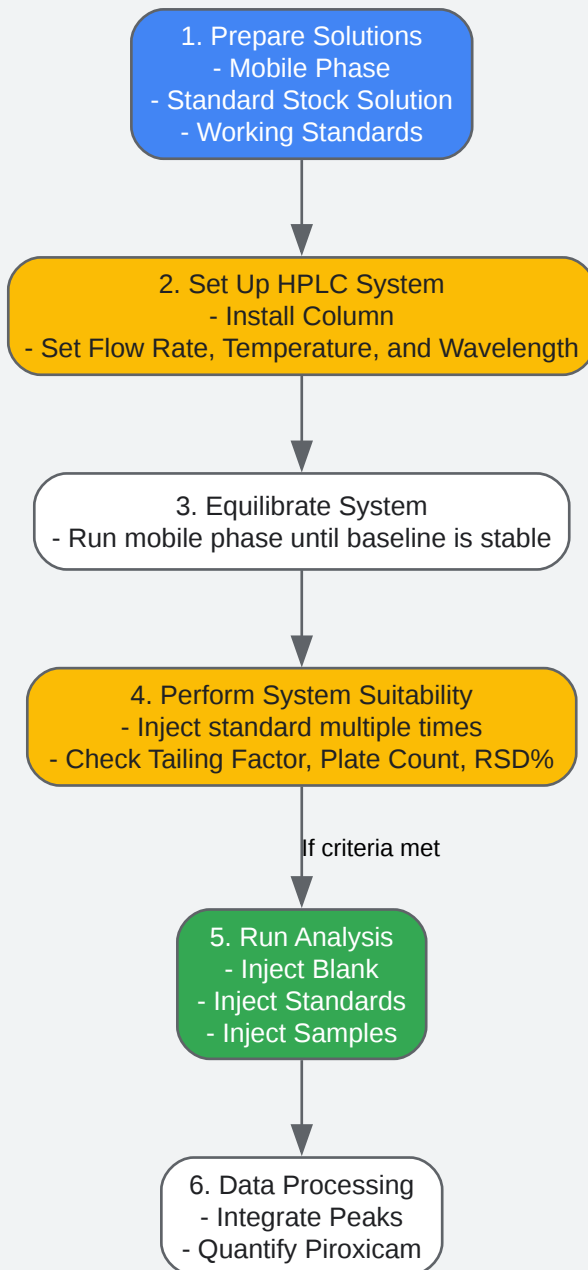 1. Prepare Solutions
- Mobile Phase
- Standard Stock Solution
- Working Standards
2. Set Up HPLC System
- Install Column
- Set Flow Rate, Temperature, and Wavelength
3. Equilibrate System
- Run mobile phase until baseline is stable
4. Perform System Suitability
- Inject standard multiple times
- Check Tailing Factor, Plate Count, RSD%
If criteria met
5. Run Analysis
- Inject Blank
- Inject Standards
- Inject Samples
6. Data Processing
- Integrate Peaks
- Quantify Piroxicam